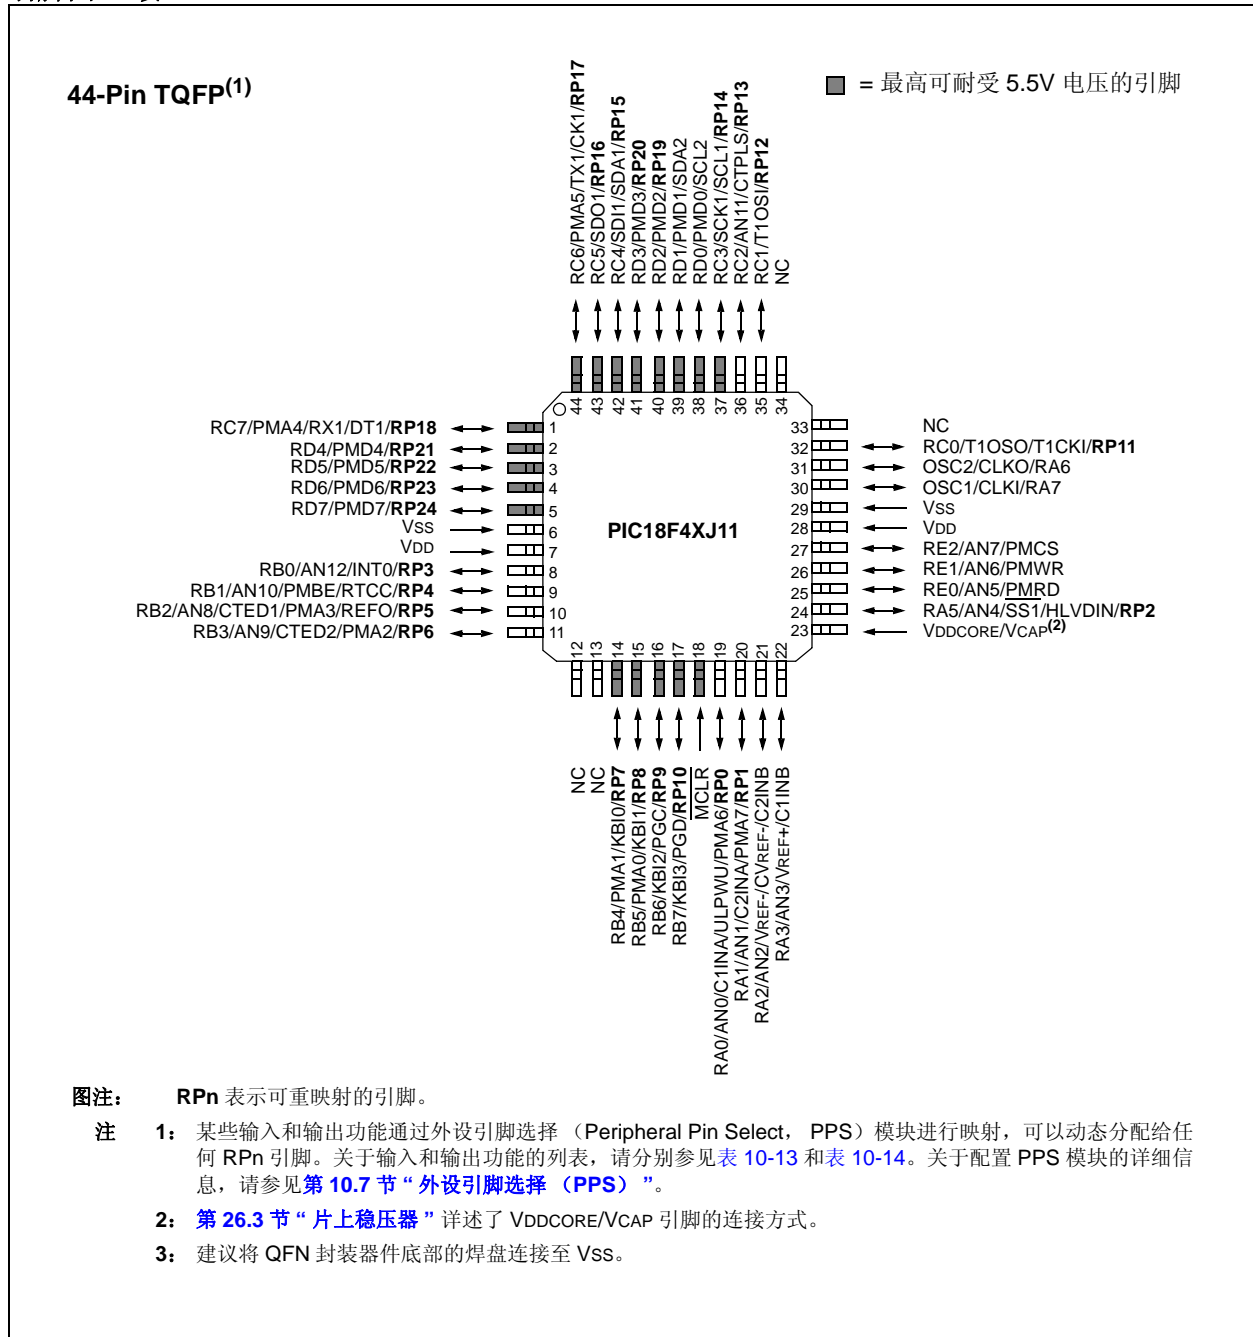 44-Pin TQFP(1)
= 最高可耐受 5.5V 电压的引脚
RC6/PMA5/TX1/CK1/RP17
RC5/SDO1/RP16
RC4/SDI1/SDA1/RP15
RD3/PMD3/RP20
RD2/PMD2/RP19
RD1/PMD1/SDA2
RD0/PMD0/SCL2
RC3/SCK1/SCL1/RP14
RC2/AN11/CTPLS/RP13
RC1/T1OSI/RP12
NC
44
43
42
41
40
39
38
37
36
35
34
RC7/PMA4/RX1/DT1/RP18 1
RD4/PMD4/RP21 2
RD5/PMD5/RP22 3
RD6/PMD6/RP23 4
RD7/PMD7/RP24 5
VSS 6
VDD 7
RB0/AN12/INT0/RP3 8
RB1/AN10/PMBE/RTCC/RP4 9
RB2/AN8/CTED1/PMA3/REFO/RP5 10
RB3/AN9/CTED2/PMA2/RP6 11
PIC18F4XJ11
33 NC
32 RC0/T1OSO/T1CKI/RP11
31 OSC2/CLKO/RA6
30 OSC1/CLKI/RA7
29 VSS
28 VDD
27 RE2/AN7/PMCS
26 RE1/AN6/PMWR
25 RE0/AN5/PMRD
24 RA5/AN4/SS1/HLVDIN/RP2
23 VDDCORE/VCAP(2)
12
13
14
15
16
17
18
19
20
21
22
NC
NC
RB4/PMA1/KBI0/RP7
RB5/PMA0/KBI1/RP8
RB6/KBI2/PGC/RP9
RB7/KBI3/PGD/RP10
MCLR
RA0/AN0/C1INA/ULPWU/PMA6/RP0
RA1/AN1/C2INA/PMA7/RP1
RA2/AN2/VREF-/CVREF-/C2INB
RA3/AN3/VREF+/C1INB
图注: RPn 表示可重映射的引脚。
注 1: 某些输入和输出功能通过外设引脚选择 （Peripheral Pin Select， PPS）模块进行映射，可以动态分配给任
何 RPn 引脚。关于输入和输出功能的列表，请分别参见表 10-13 和表 10-14。关于配置 PPS 模块的详细信
息，请参见第 10.7 节 “ 外设引脚选择 （PPS） ”。
2: 第 26.3 节 “ 片上稳压器 ” 详述了 VDDCORE/VCAP 引脚的连接方式。
3: 建议将 QFN 封装器件底部的焊盘连接至 VSS。